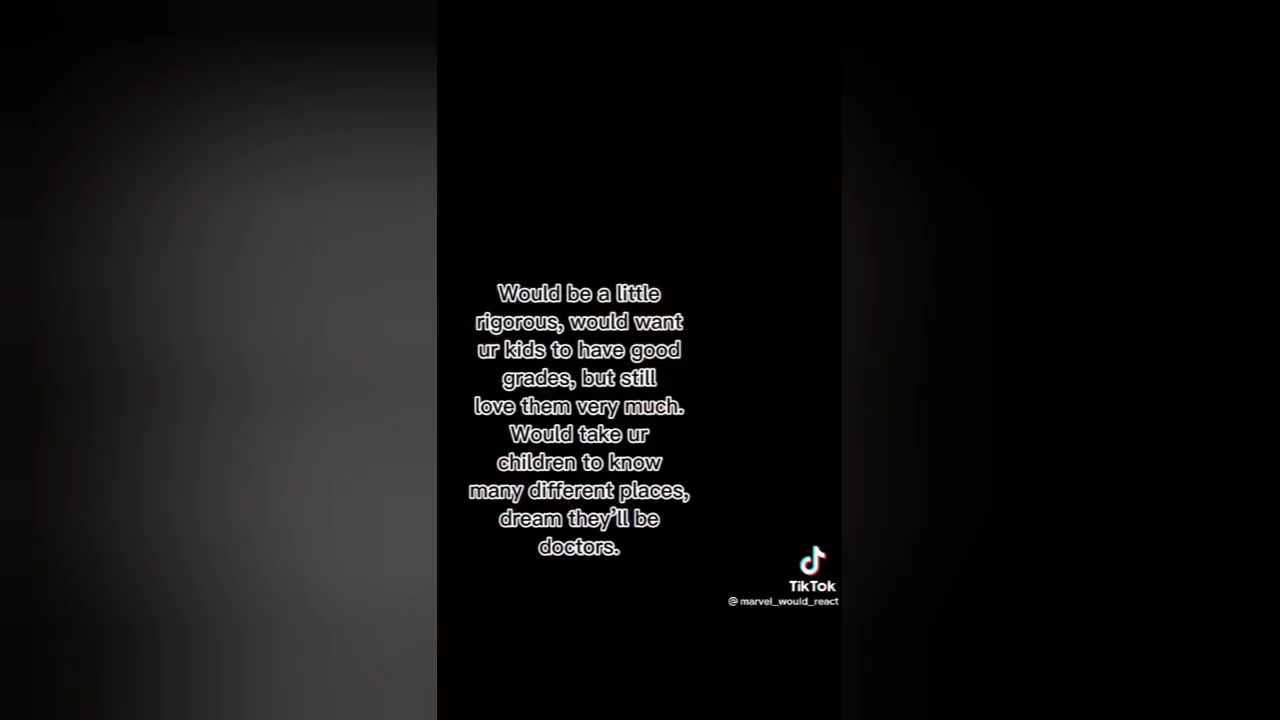 Would be a little
rigorous, would want
ur kids to have good
grades, but still
love them very much.
Would take ur
children to know
many different places,
dream they'll be
doctors.
TikTok
@marvel_would_react